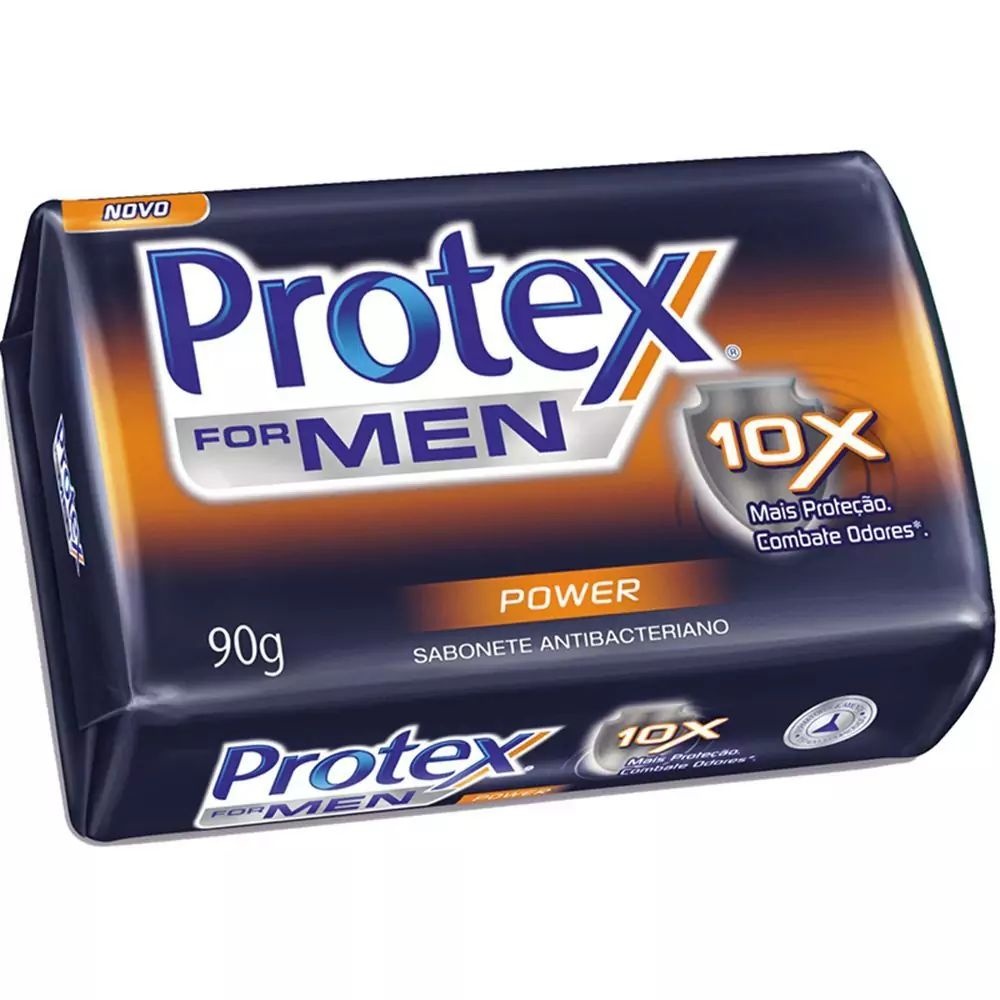 NOVO
Protex®
FOR MEN
10X
Mais Proteção.
Combate Odores*.
POWER
SABONETE ANTIBACTERIANO
90g
Protex
Protex®
FOR MEN
POWER
10X
Mais Proteção.
Combate Odores*.